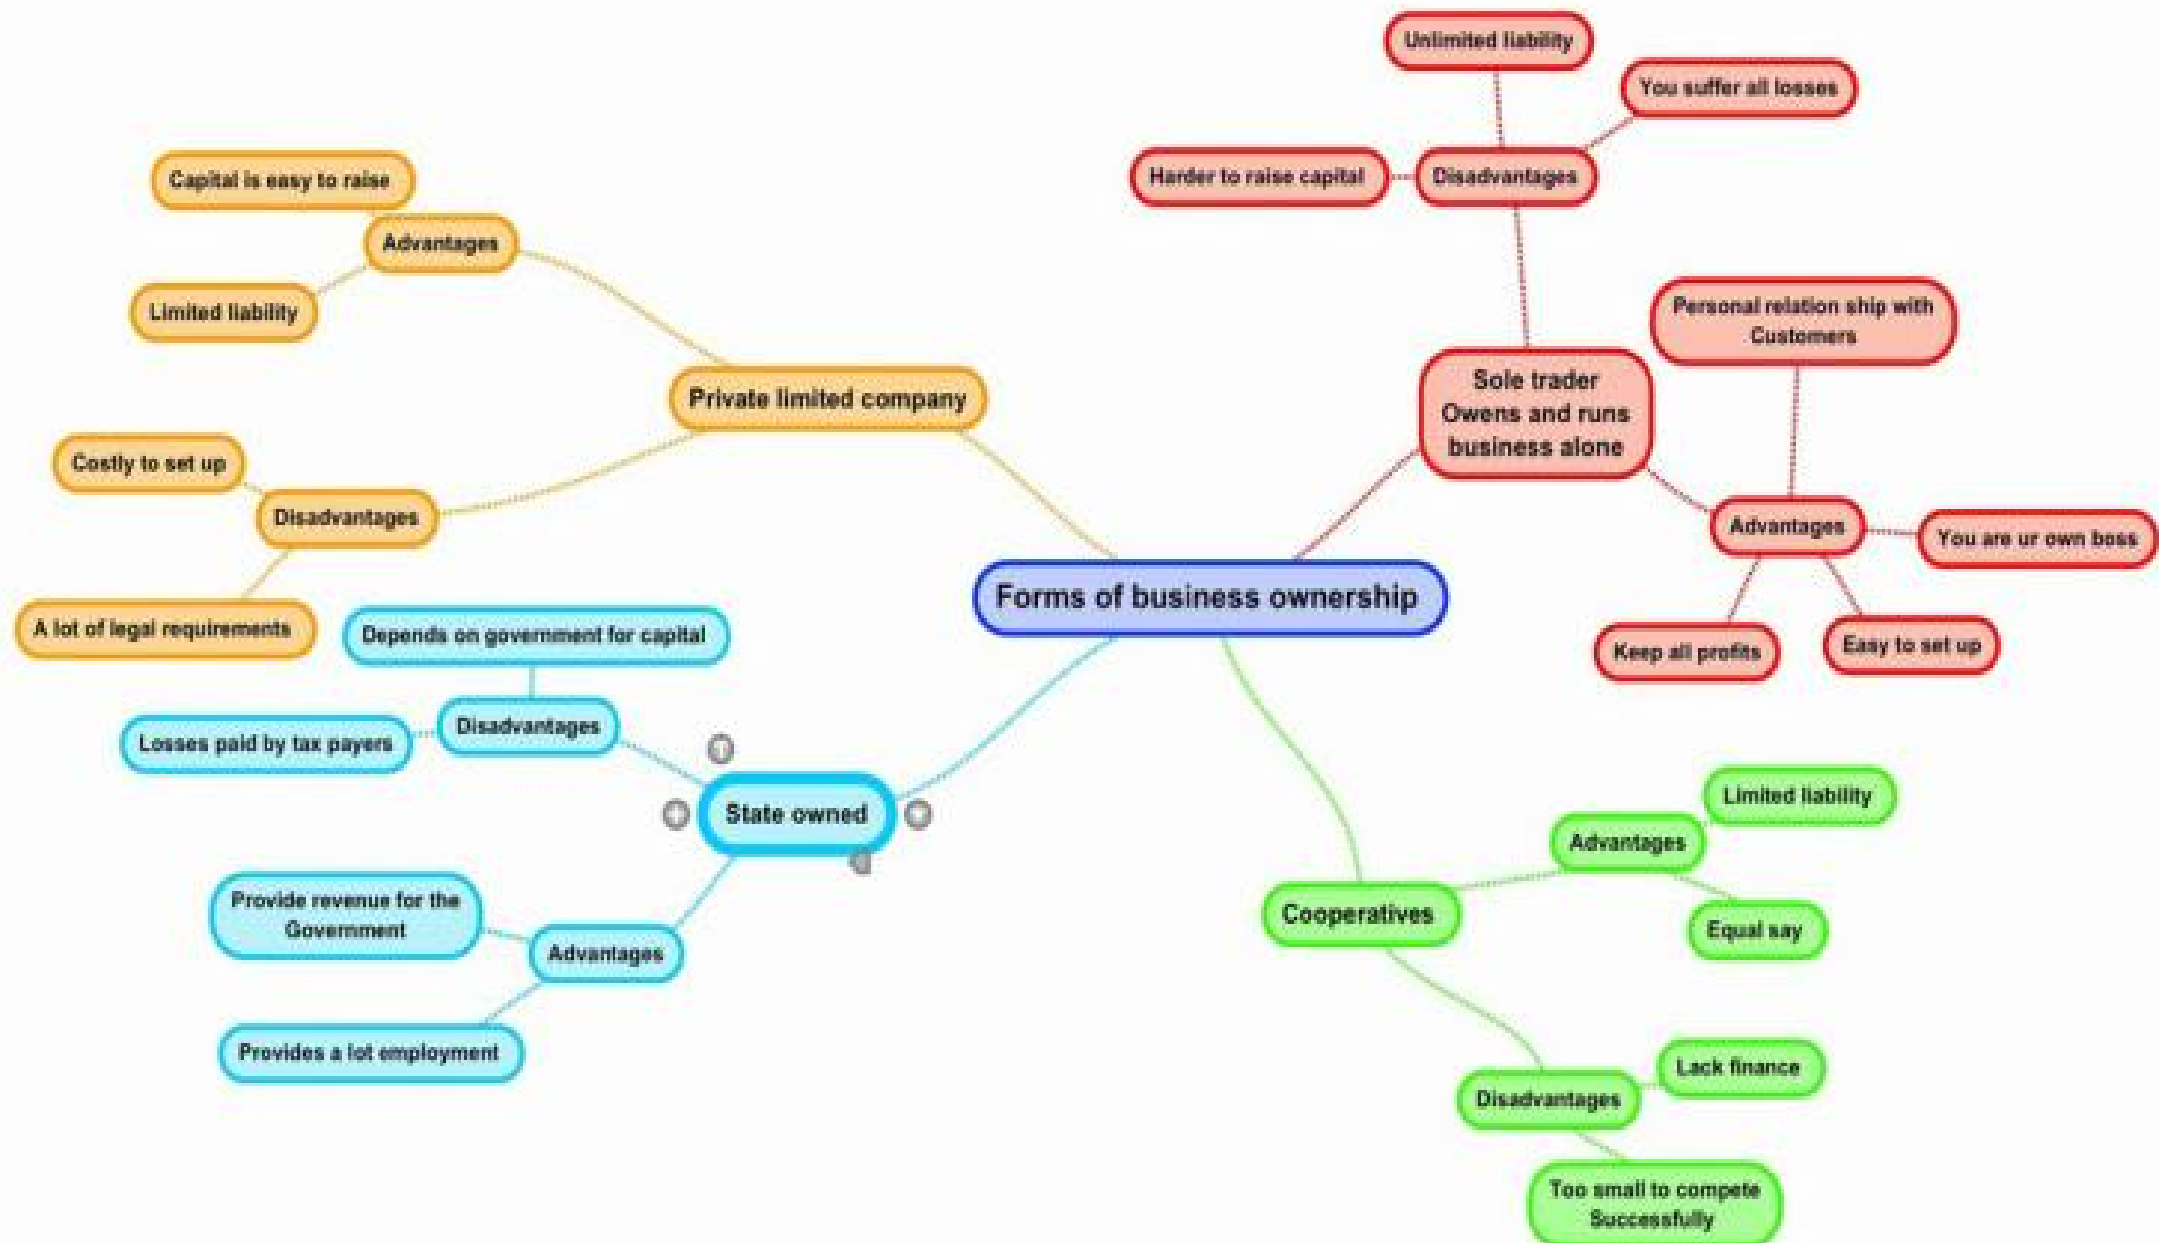 Forms of business ownership
Private limited company
Advantages
Capital is easy to raise
Limited liability
Disadvantages
Costly to set up
A lot of legal requirements
Sole trader
Owens and runs
business alone
Disadvantages
Unlimited liability
You suffer all losses
Harder to raise capital
Advantages
Personal relation ship with
Customers
You are ur own boss
Easy to set up
Keep all profits
State owned
Disadvantages
Depends on government for capital
Losses paid by tax payers
Advantages
Provide revenue for the
Government
Provides a lot employment
Cooperatives
Advantages
Limited liability
Equal say
Disadvantages
Lack finance
Too small to compete
Successfully